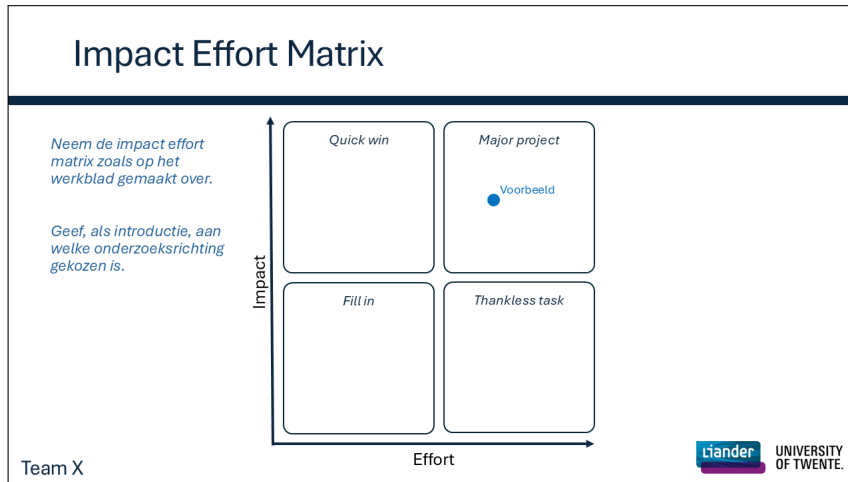 Impact Effort Matrix
Neem de impact effort
matrix zoals op het
werkblad gemaakt over.
Geef, als introductie, aan
welke onderzoeksrichting
gekozen is.
Impact
Quick win
Major project
Voorbeeld
Fill in
Thankless task
Effort
Team X
Liander
UNIVERSITY
OF TWENTE.